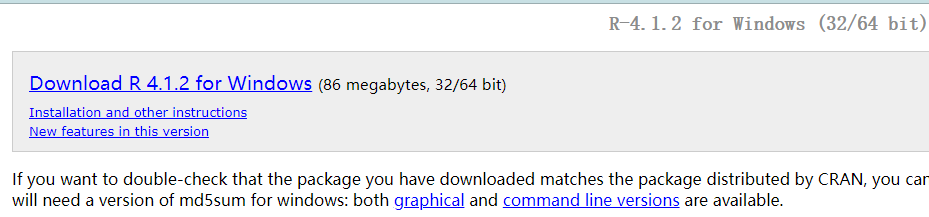 R-4.1.2 for Windows (32/64 bit)
Download R 4.1.2 for Windows (86 megabytes, 32/64 bit)
Installation and other instructions
New features in this version
If you want to double-check that the package you have downloaded matches the package distributed by CRAN, you can
will need a version of md5sum for windows: both graphical and command line versions are available.